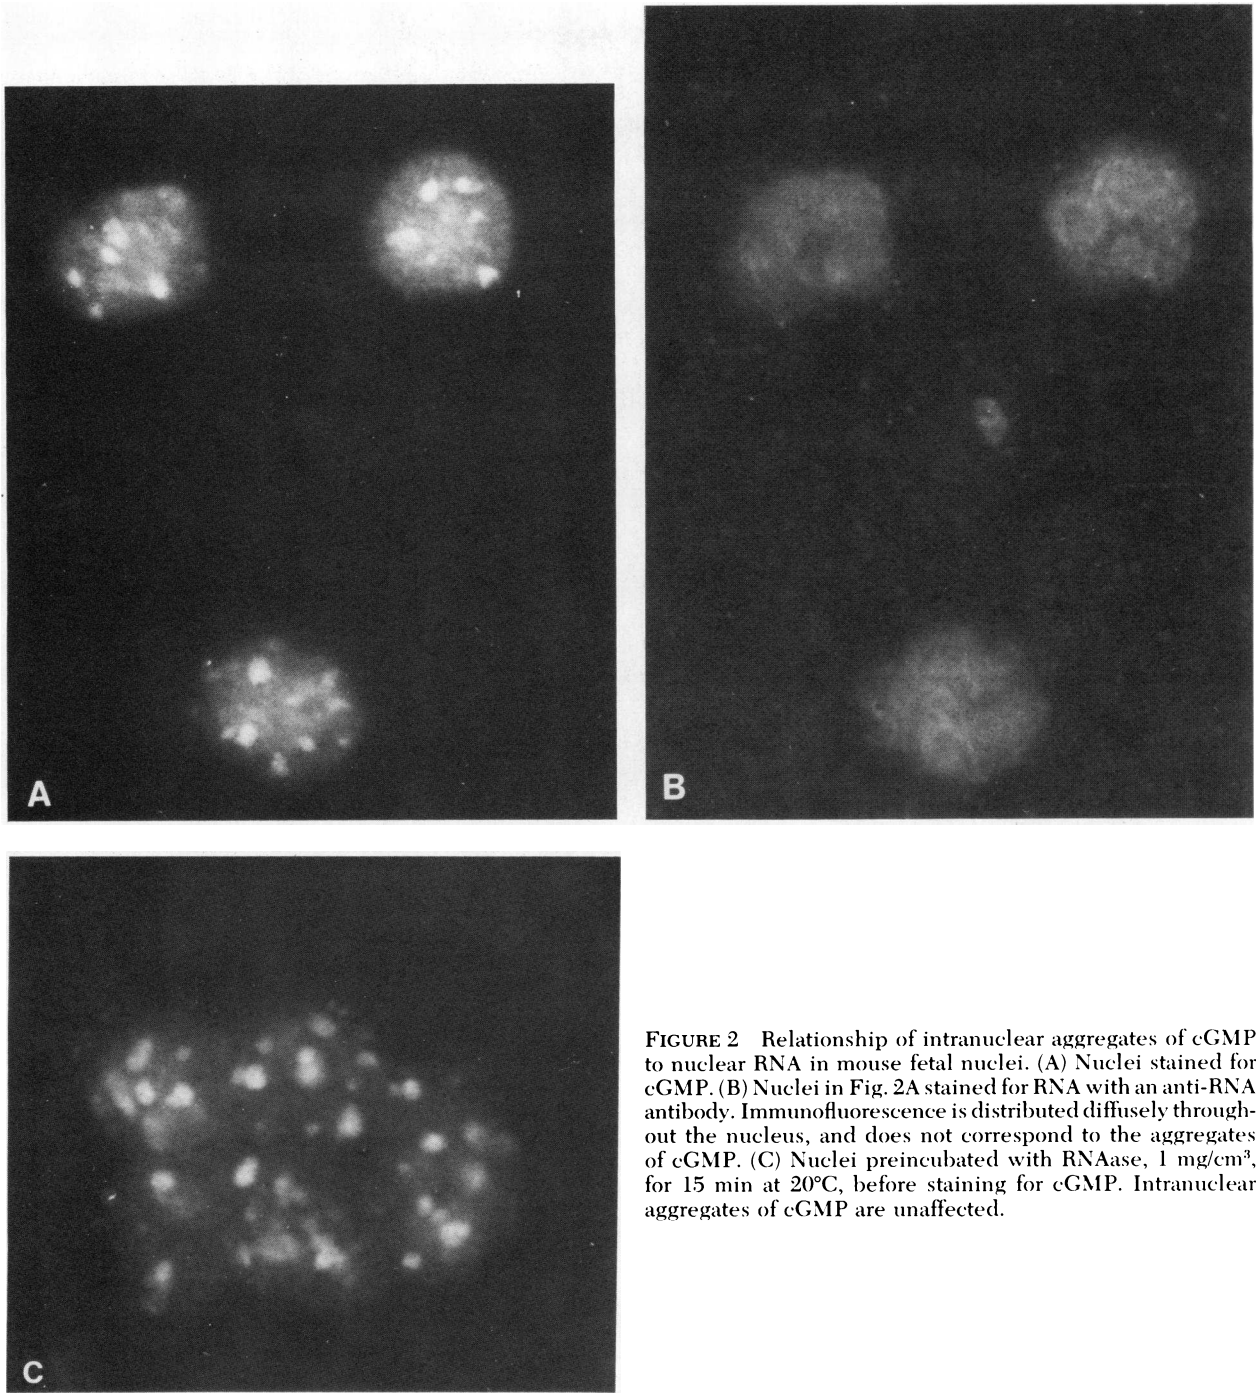 A
B
C
FIGURE 2 Relationship of intranuclear aggregates of cGMP
to nuclear RNA in mouse fetal nuclei. (A) Nuclei stained for
cGMP. (B) Nuclei in Fig. 2A stained for RNA with an anti-RNA
antibody. Immunofluorescence is distributed diffusely through-
out the nucleus, and does not correspond to the aggregates
of cGMP. (C) Nuclei preincubated with RNAase, 1 mg/cm³,
for 15 min at 20°C, before staining for cGMP. Intranuclear
aggregates of cGMP are unaffected.